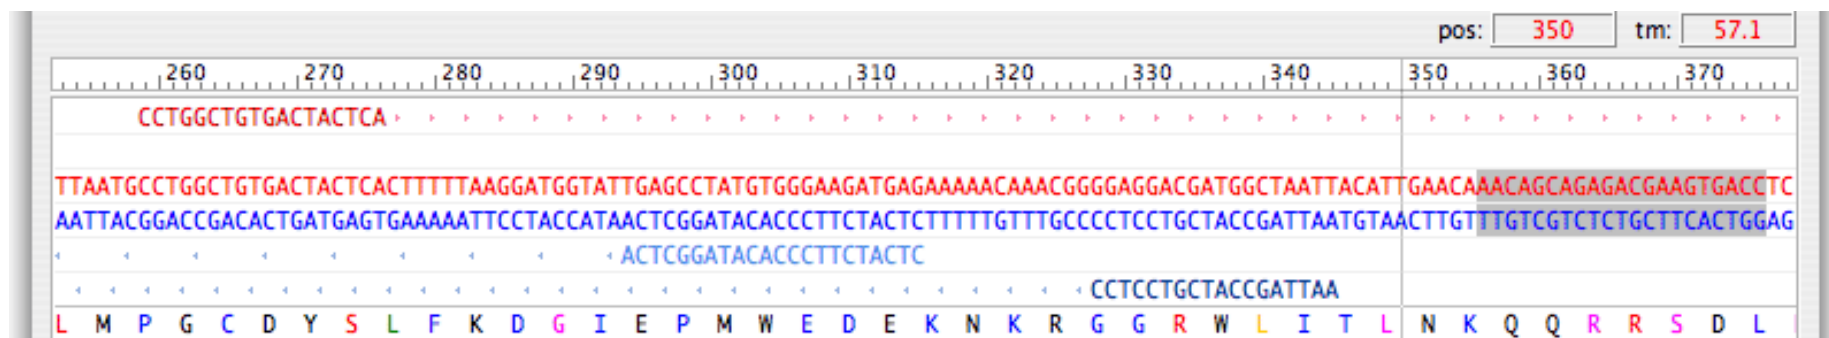 pos: 350 tm: 57.1
260 270 280 290 300 310 320 330 340 350 360 370
CCTGGCTGTGACTACTCA
TTAATGCCTGGCTGTGACTACTCACTTTTTAAGGATGGTATTGAGCCTATGTGGGAAGATGAGAAAAACAAACGGGGAGGACGATGGCTAATTACATTGAACAAACAGCAGAGACGAAGTGACCTC
AATTACGGACCGACACTGATGAGTGAAAAATTCCTACCATAACTCGGATACACCCTTCTACTCTTTTTGTTTGCCCCTCCTGCTACCGATTAATGTAACTTGTTTGTCGTCTCTGCTTCACTGGAG
ACTCGGATACACCCTTCTACTC
CCTCCTGCTACCGATTAA
L M P G C D Y S L F K D G I E P M W E D E K N K R G G R W L I T L N K Q Q R R S D L